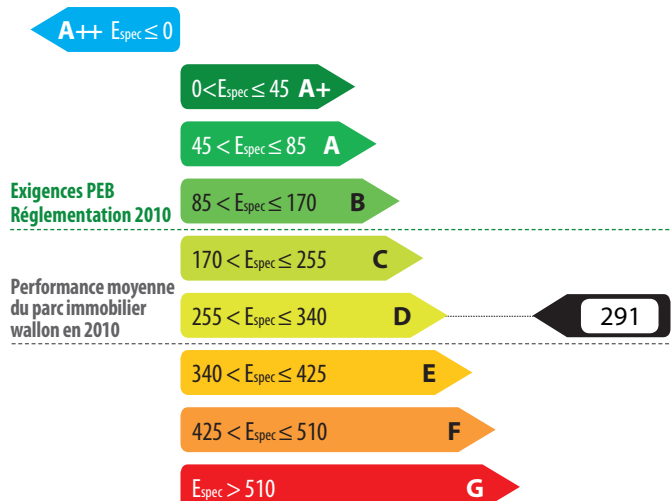 A++ Espec ≤ 0
0<Espec ≤ 45 A+
45 < Espec ≤ 85 A
Exigences PEB
Réglementation 2010
85 < Espec ≤ 170 B
170 < Espec ≤ 255 C
Performance moyenne
du parc immobilier
wallon en 2010
255 < Espec ≤ 340 D
291
340 < Espec ≤ 425 E
425 < Espec ≤ 510 F
Espec > 510 G